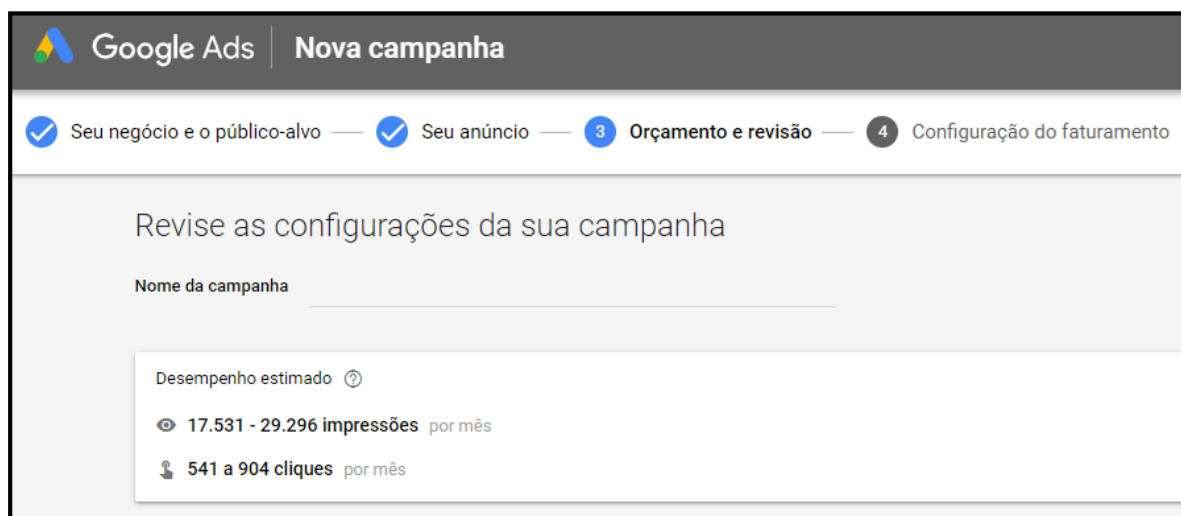 Google Ads Nova campanha
Seu negócio e o público-alvo Seu anúncio 3 Orçamento e revisão 4 Configuração do faturamento
Revise as configurações da sua campanha
Nome da campanha
Desempenho estimado ?
17.531 - 29.296 impressões por mês
541 a 904 cliques por mês